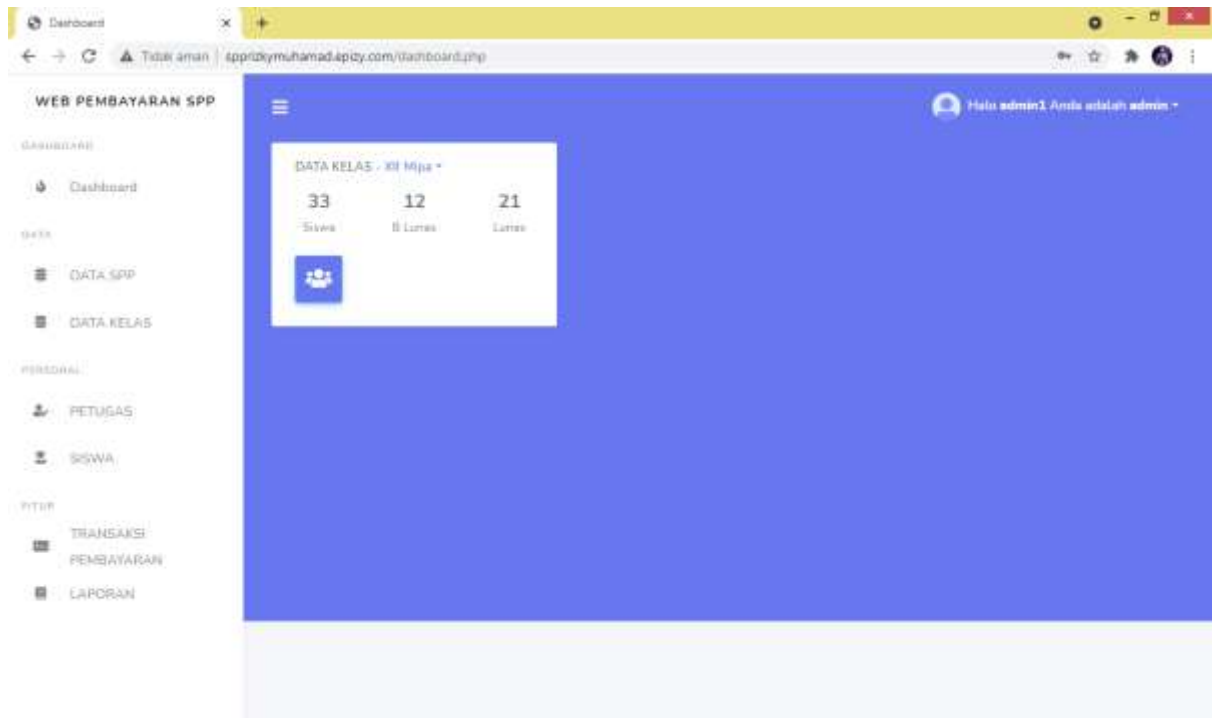 Dashboard
Tidak aman | spprizkymuhamad.epizy.com/dashboard.php
WEB PEMBAYARAN SPP
Halo admin1 Anda adalah admin
DASHBOARD
Dashboard
DATA
DATA SPP
DATA KELAS
PERSONAL
PETUGAS
SISWA
FITUR
TRANSAKSI
PEMBAYARAN
LAPORAN
DATA KELAS - XII Mipa
33 12 21
Siswa B Lunas Lunas